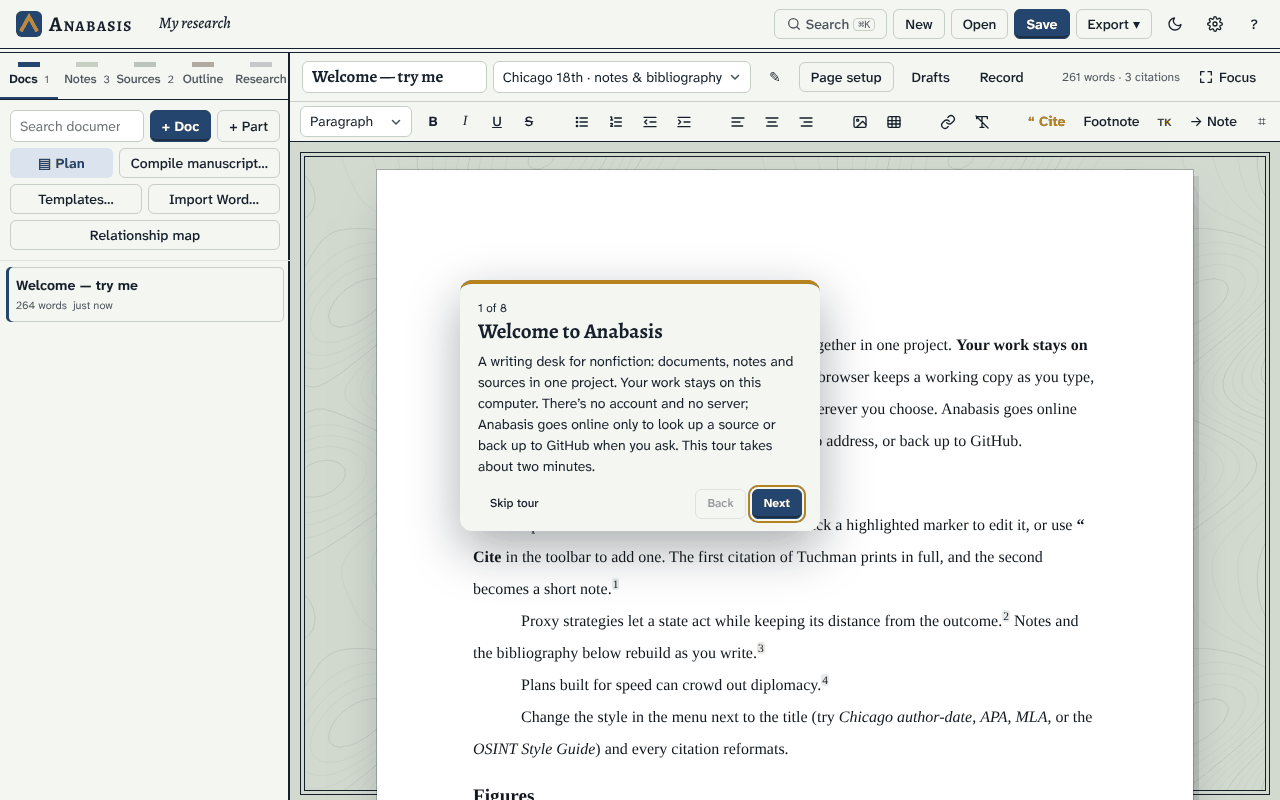 Anabasis My research Search ⌘K New Open Save Export ▾ ?
Docs 1 Notes 3 Sources 2 Outline Research
Welcome — try me Chicago 18th · notes & bibliography Page setup Drafts Record 261 words · 3 citations Focus
Search documen + Doc + Part
Paragraph B I U S “ Cite Footnote TK → Note ⌗
Plan Compile manuscript…
Templates… Import Word…
Relationship map
Welcome — try me
264 words just now
1 of 8
Welcome to Anabasis
A writing desk for nonfiction: documents, notes and
sources in one project. Your work stays on this
computer. There’s no account and no server;
Anabasis goes online only to look up a source or
back up to GitHub when you ask. This tour takes
about two minutes.
Skip tour Back Next
gether in one project. Your work stays on
browser keeps a working copy as you type,
erever you choose. Anabasis goes online
address, or back up to GitHub.
ck a highlighted marker to edit it, or use “
Cite in the toolbar to add one. The first citation of Tuchman prints in full, and the second
becomes a short note.1
Proxy strategies let a state act while keeping its distance from the outcome.2 Notes and
the bibliography below rebuild as you write.3
Plans built for speed can crowd out diplomacy.4
Change the style in the menu next to the title (try Chicago author-date, APA, MLA, or the
OSINT Style Guide) and every citation reformats.
Figures